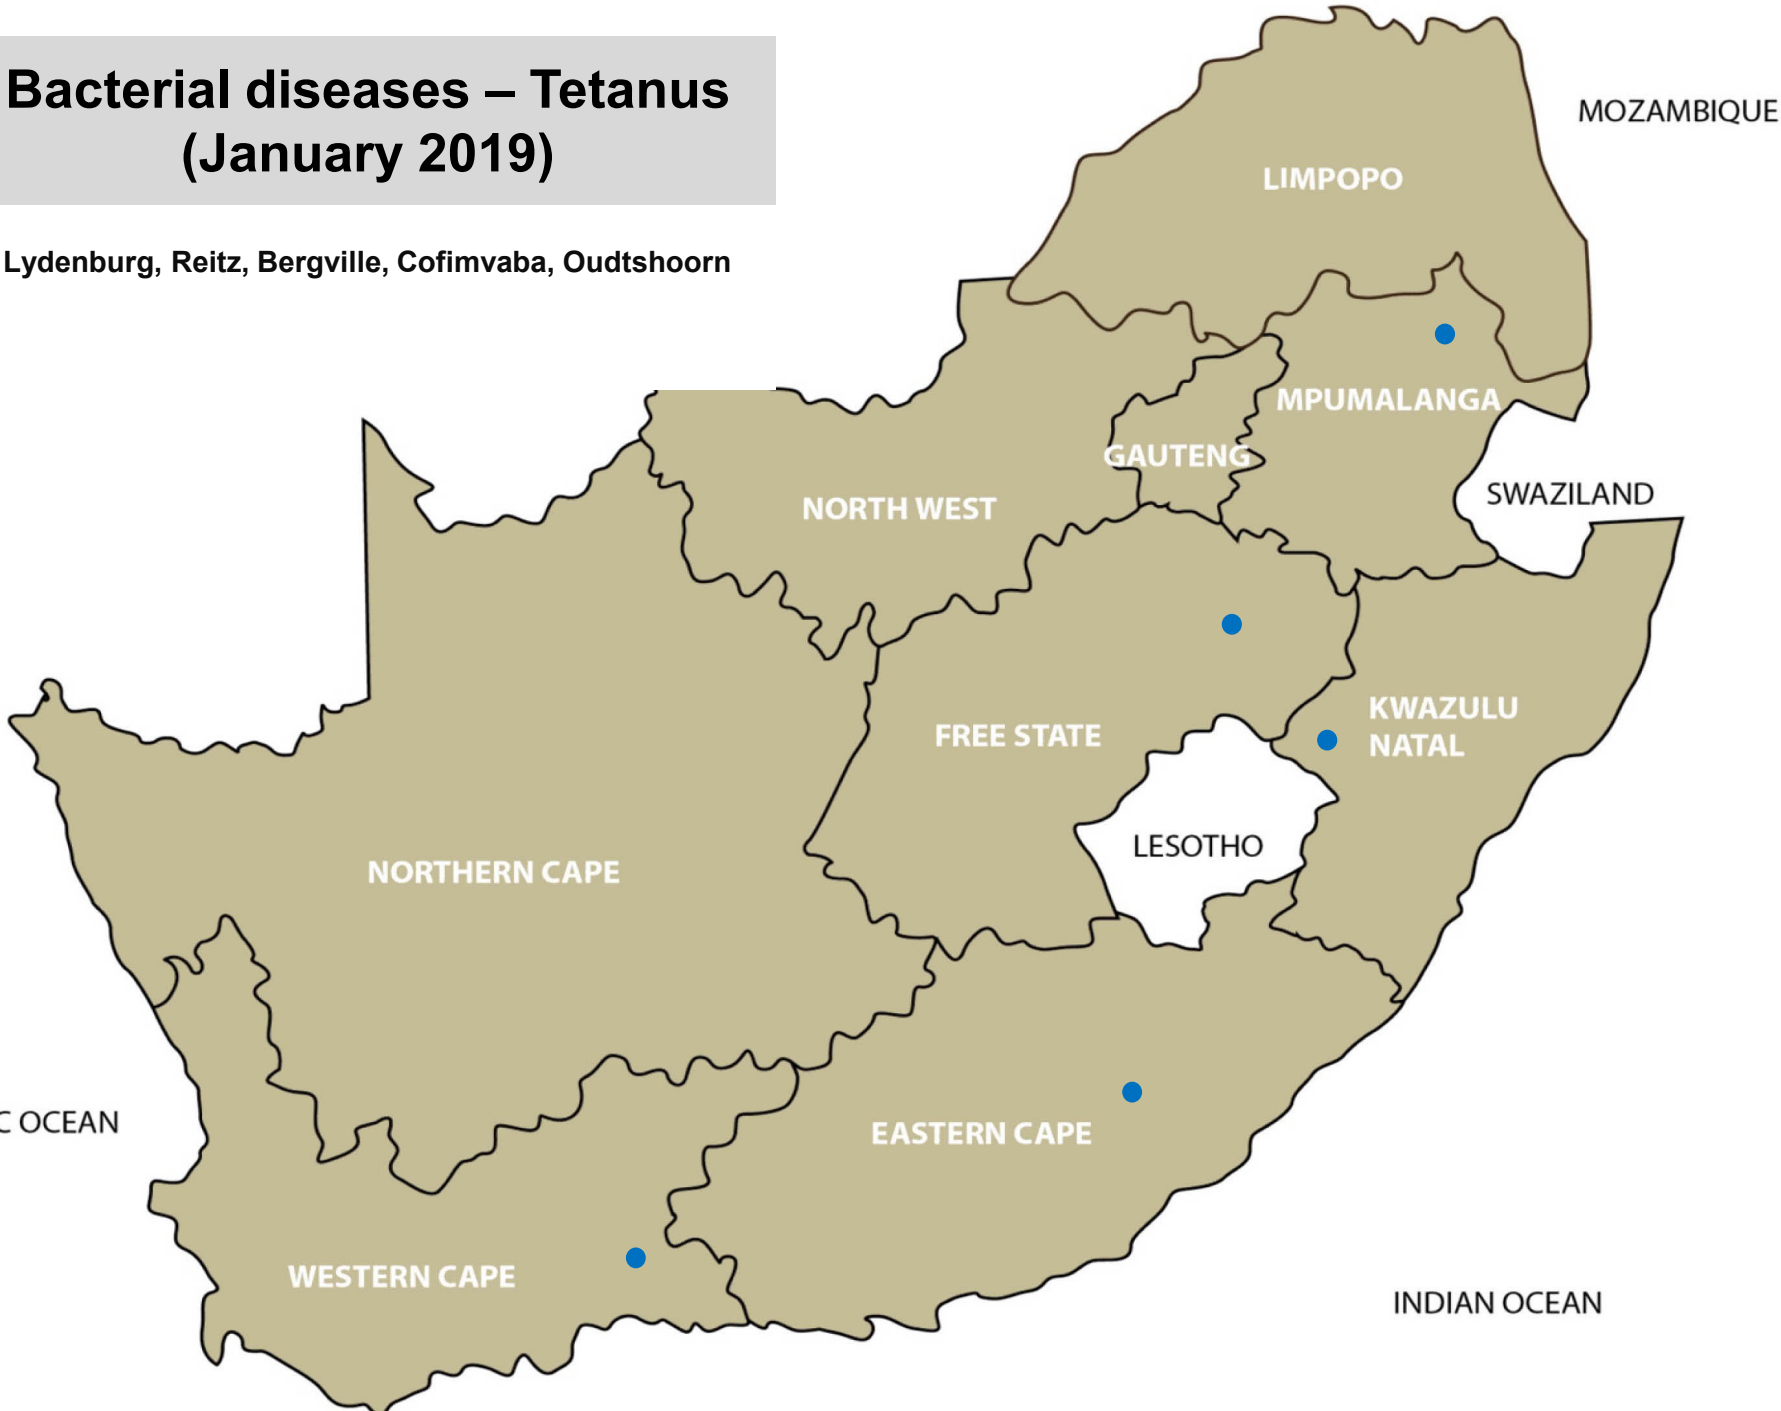 Bacterial diseases – Tetanus
(January 2019)
Lydenburg, Reitz, Bergville, Cofimvaba, Oudtshoorn
MOZAMBIQUE
LIMPOPO
MPUMALANGA
GAUTENG
SWAZILAND
NORTH WEST
KWAZULU
NATAL
FREE STATE
LESOTHO
NORTHERN CAPE
C OCEAN
EASTERN CAPE
WESTERN CAPE
INDIAN OCEAN